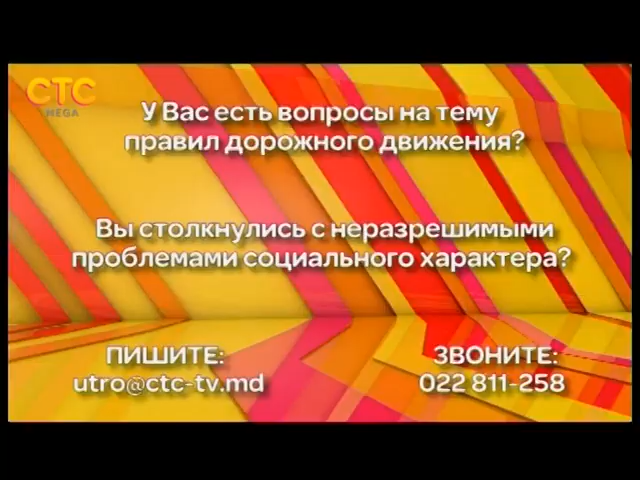 СТС
MEGA
У Вас есть вопросы на тему
правил дорожного движения?
Вы столкнулись с неразрешимыми
проблемами социального характера?
ПИШИТЕ:
utro@ctc-tv.md
ЗВОНИТЕ:
022 811-258